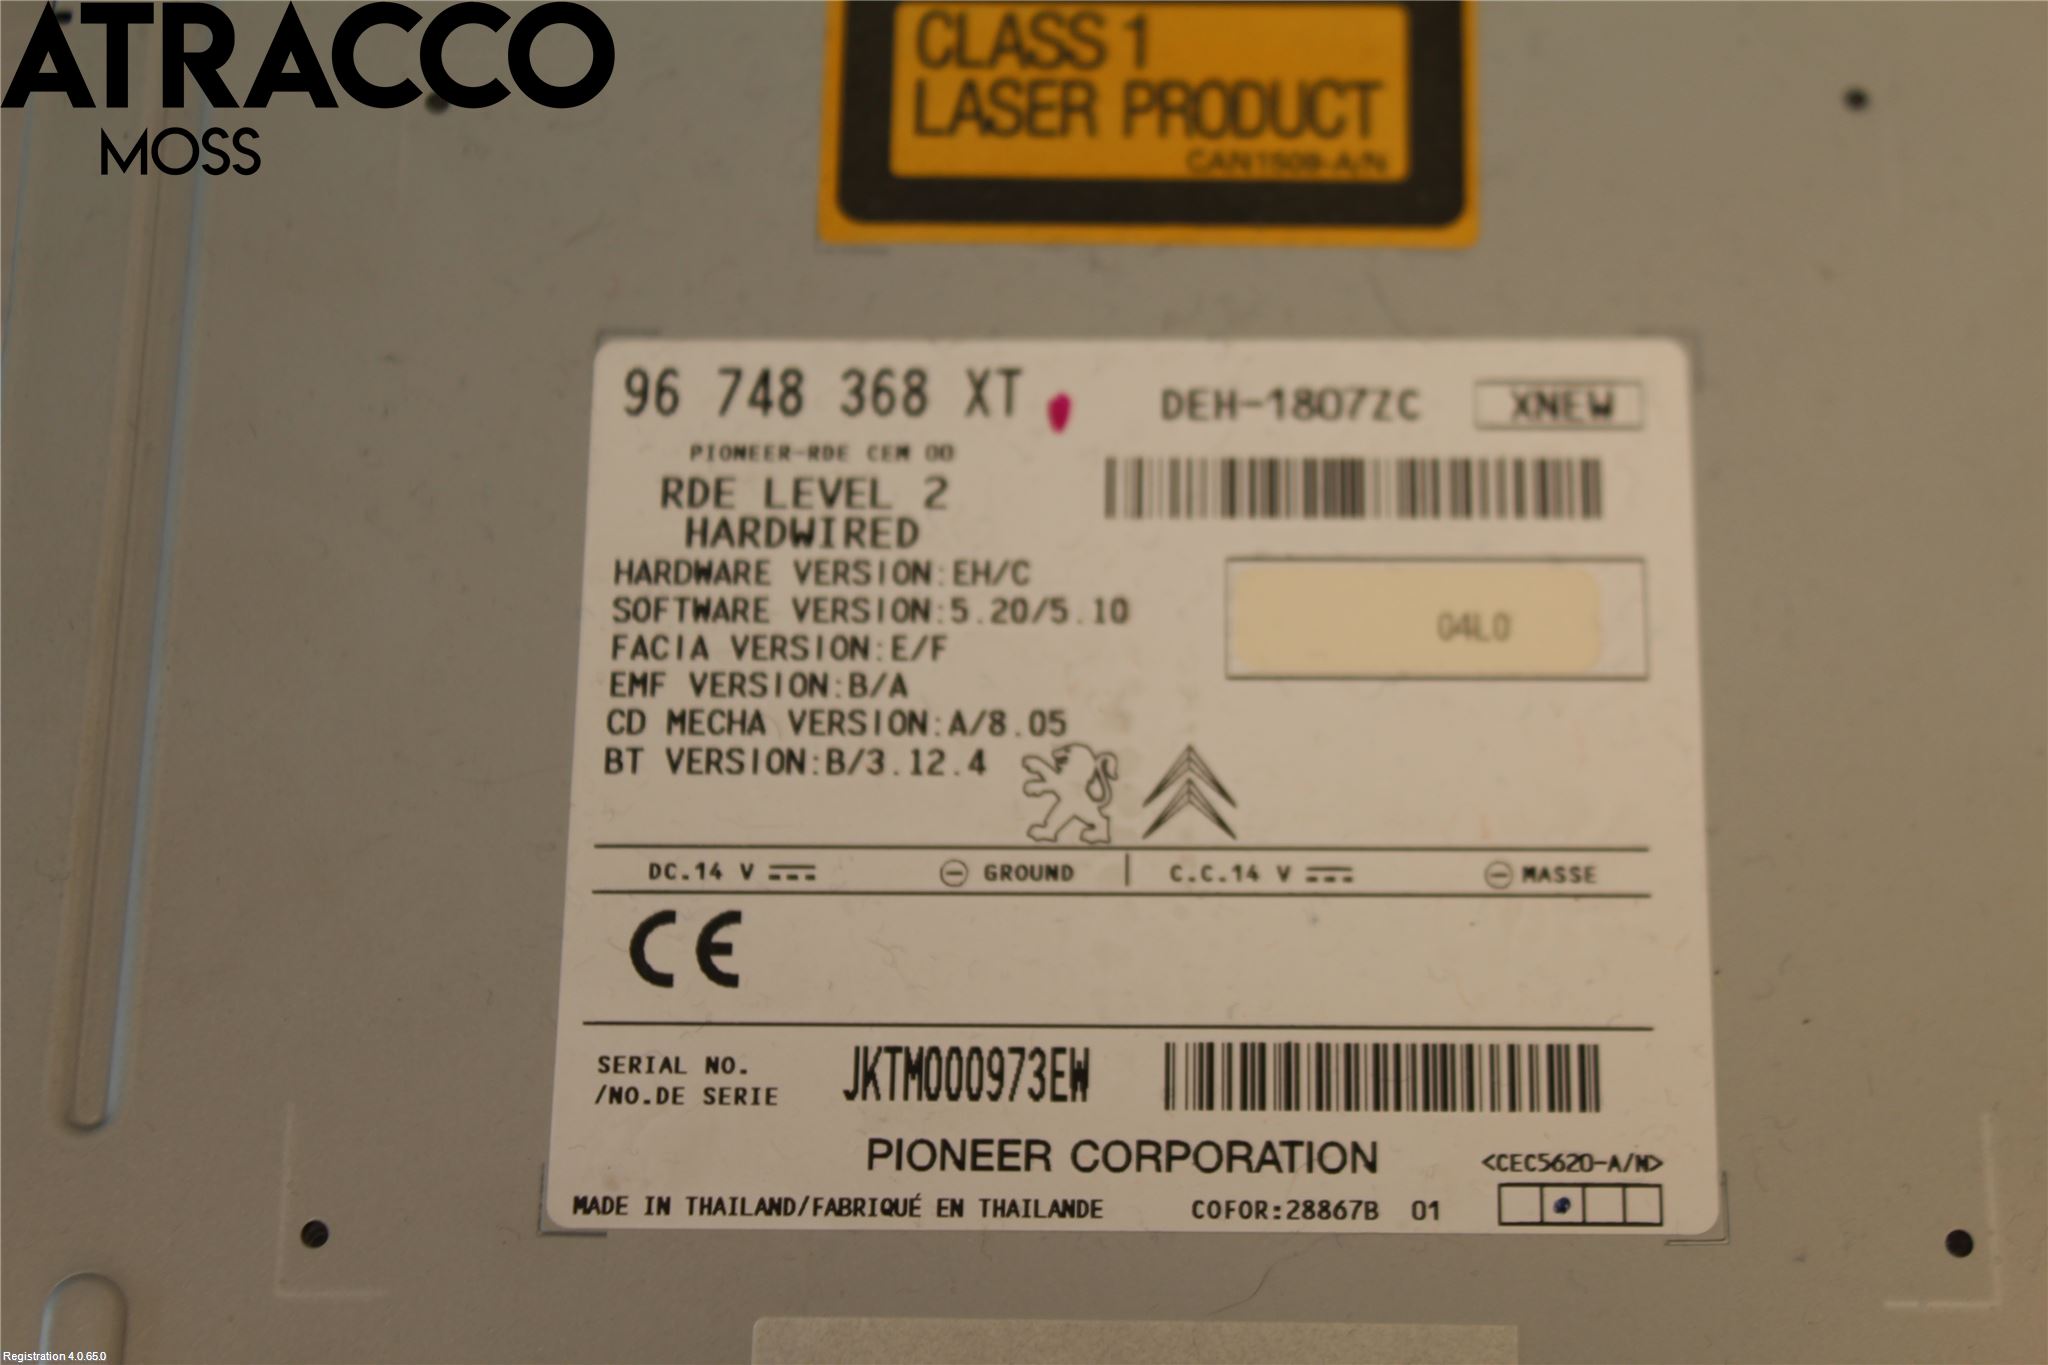 ATRACCO
MOSS
CLASS 1
LASER PRODUCT
CAN1509-A/N
96 748 368 XT
DEH-1807ZC
XNEW
PIONEER-RDE CEM 00
RDE LEVEL 2
HARDWIRED
HARDWARE VERSION:EH/C
SOFTWARE VERSION:5.20/5.10
FACIA VERSION:E/F
EMF VERSION:B/A
CD MECHA VERSION:A/8.05
BT VERSION:B/3.12.4
04L0
DC.14 V
GROUND
C.C.14 V
MASSE
CE
SERIAL NO.
/NO.DE SERIE
JKTM000973EW
PIONEER CORPORATION
<CEC5620-A/N>
MADE IN THAILAND/FABRIQUÉ EN THAILANDE
COFOR:28867B 01
Registration 4.0.65.0